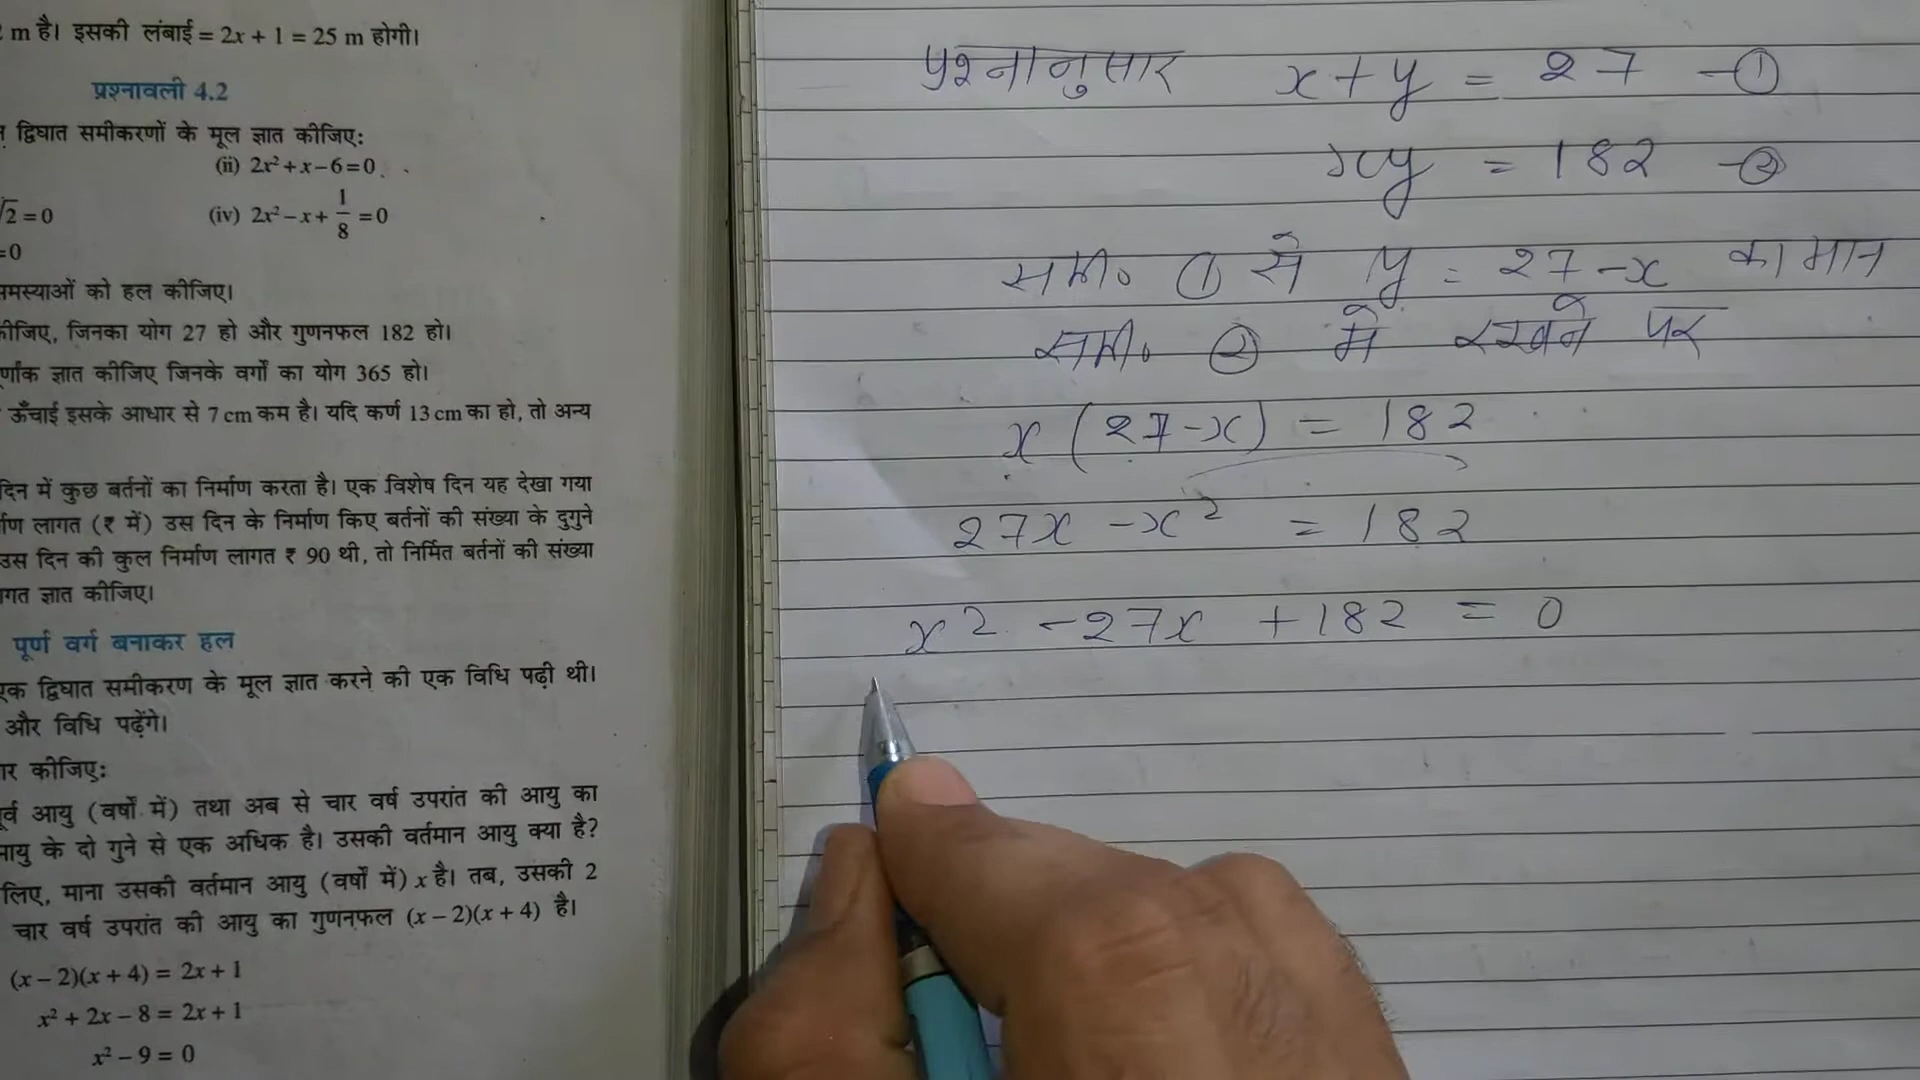 m है। इसकी लंबाई = 2x + 1 = 25 m होगी।
प्रश्नावली 4.2
द्विघात समीकरणों के मूल ज्ञात कीजिए:
(ii) 2x² + x – 6 = 0
√2 = 0 (iv) 2x² – x + 1/8 = 0
= 0
समस्याओं को हल कीजिए।
कीजिए, जिनका योग 27 हो और गुणनफल 182 हो।
ज्ञात कीजिए जिनके वर्गों का योग 365 हो।
ऊँचाई इसके आधार से 7 cm कम है। यदि कर्ण 13 cm का हो, तो अन्य
दिन में कुछ बर्तनों का निर्माण करता है। एक विशेष दिन यह देखा गया
लागत (₹ में) उस दिन के निर्माण किए बर्तनों की संख्या के दुगुने
उस दिन की कुल निर्माण लागत ₹ 90 थी, तो निर्मित बर्तनों की संख्या
ज्ञात कीजिए।
पूर्ण वर्ग बनाकर हल
एक द्विघात समीकरण के मूल ज्ञात करने की एक विधि पढ़ी थी।
और विधि पढ़ेंगे।
कीजिए:
आयु (वर्षों में) तथा अब से चार वर्ष उपरांत की आयु का
के दो गुने से एक अधिक है। उसकी वर्तमान आयु क्या है?
लिए, माना उसकी वर्तमान आयु (वर्षों में) x है। तब, उसकी 2
चार वर्ष उपरांत की आयु का गुणनफल (x – 2)(x + 4) है।
(x – 2)(x + 4) = 2x + 1
x² + 2x – 8 = 2x + 1
x² – 9 = 0
प्रश्नानुसार x + y = 27 – ①
xy = 182 – ②
समी॰ ① से y = 27 – x का मान
समी॰ ② में रखने पर
x (27 – x) = 182
27x – x² = 182
x² – 27x + 182 = 0